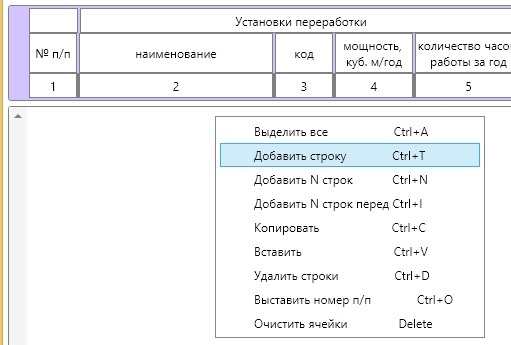 Установки переработки
№ п/п наименование код мощность, куб. м/год количество часо работы за год
1 2 3 4 5
Выделить все Ctrl+A
Добавить строку Ctrl+T
Добавить N строк Ctrl+N
Добавить N строк перед Ctrl+I
Копировать Ctrl+C
Вставить Ctrl+V
Удалить строки Ctrl+D
Выставить номер п/п Ctrl+O
Очистить ячейки Delete